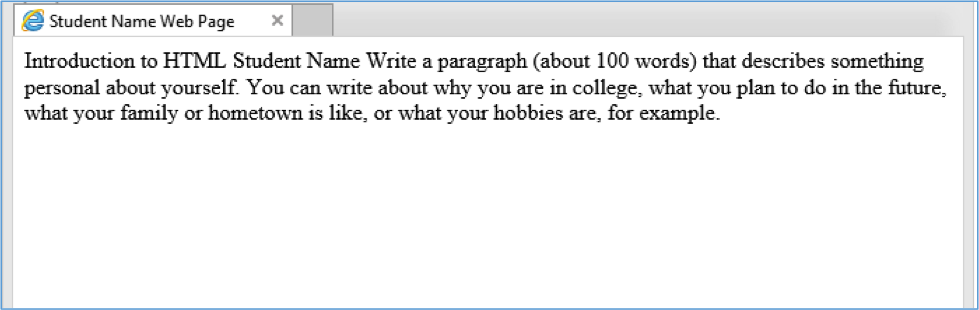 Student Name Web Page
Introduction to HTML Student Name Write a paragraph (about 100 words) that describes something
personal about yourself. You can write about why you are in college, what you plan to do in the future,
what your family or hometown is like, or what your hobbies are, for example.